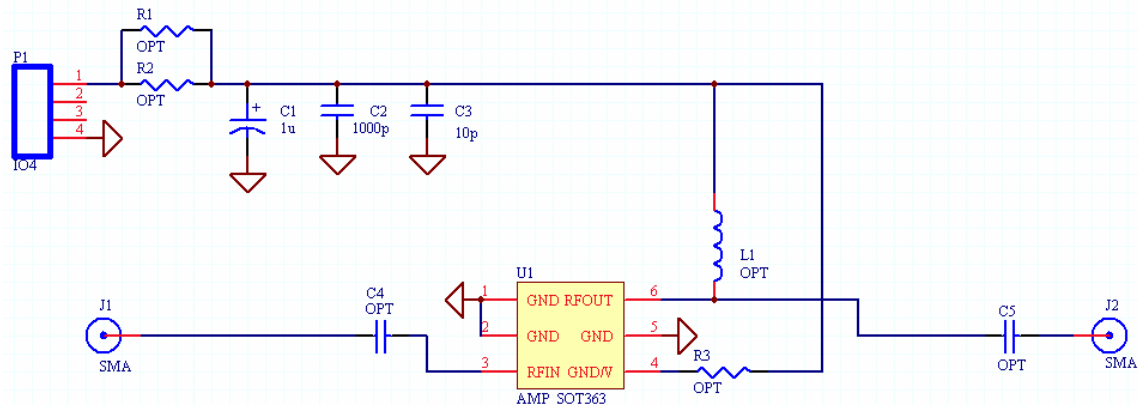 R1
OPT
P1
R2
1
OPT
2
3
4
IO4
+
C1
1u
C2
1000p
C3
10p
L1
OPT
U1
1
GND RFOUT
6
2
GND
GND
5
3
RFIN GND/V
4
AMP_SOT363
R3
OPT
J1
SMA
C4
OPT
C5
OPT
J2
SMA